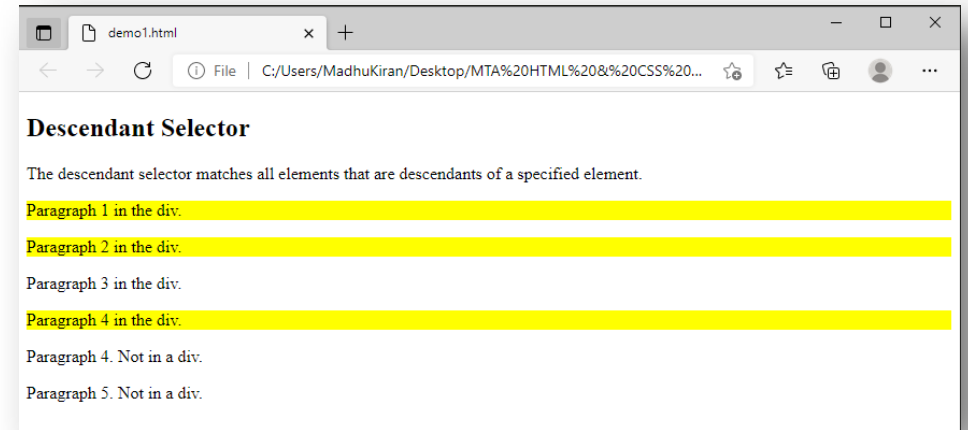 demo1.html
File | C:/Users/MadhuKiran/Desktop/MTA%20HTML%20&%20CSS%20...
Descendant Selector
The descendant selector matches all elements that are descendants of a specified element.
Paragraph 1 in the div.
Paragraph 2 in the div.
Paragraph 3 in the div.
Paragraph 4 in the div.
Paragraph 4. Not in a div.
Paragraph 5. Not in a div.